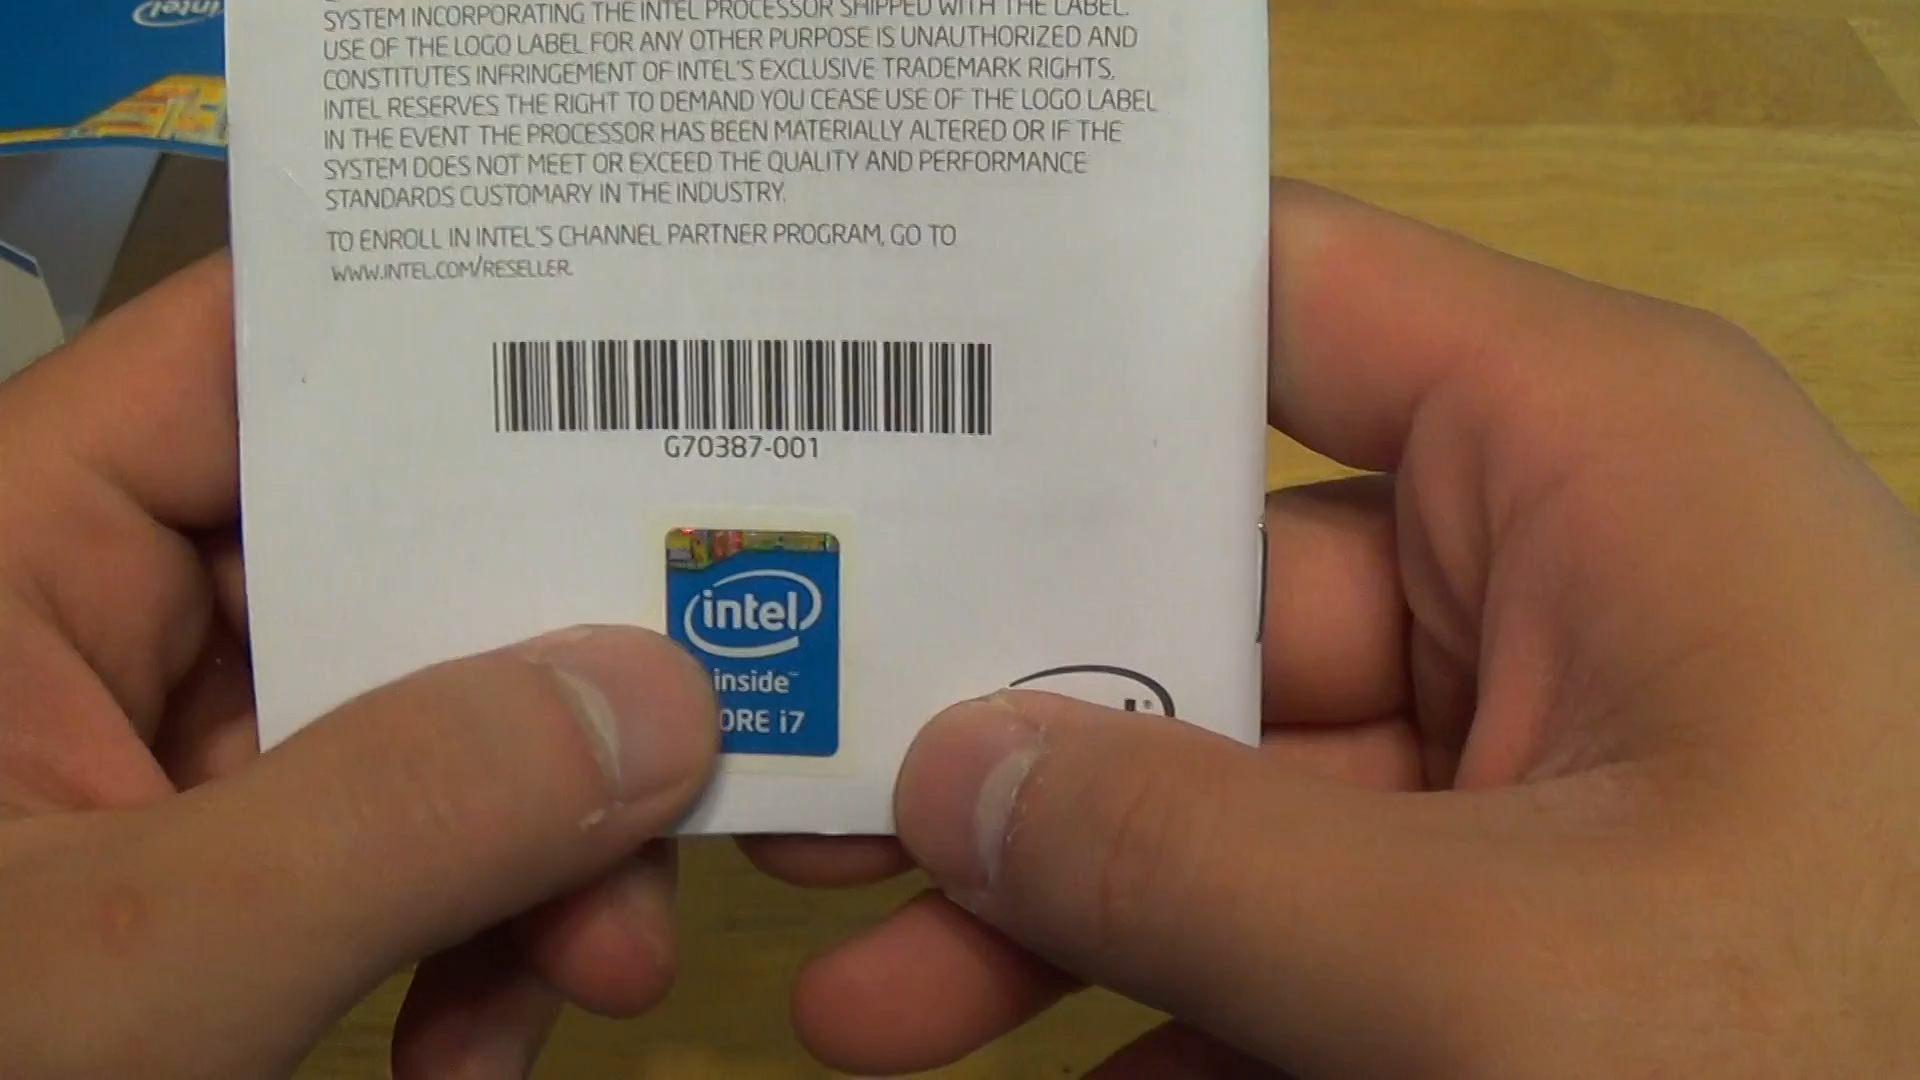 SYSTEM INCORPORATING THE INTEL PROCESSOR SHIPPED WITH THE LABEL.
USE OF THE LOGO LABEL FOR ANY OTHER PURPOSE IS UNAUTHORIZED AND
CONSTITUTES INFRINGEMENT OF INTEL'S EXCLUSIVE TRADEMARK RIGHTS.
INTEL RESERVES THE RIGHT TO DEMAND YOU CEASE USE OF THE LOGO LABEL
IN THE EVENT THE PROCESSOR HAS BEEN MATERIALLY ALTERED OR IF THE
SYSTEM DOES NOT MEET OR EXCEED THE QUALITY AND PERFORMANCE
STANDARDS CUSTOMARY IN THE INDUSTRY.
TO ENROLL IN INTEL'S CHANNEL PARTNER PROGRAM, GO TO
WWW.INTEL.COM/RESELLER.
G70387-001
intel
inside™
ORE i7